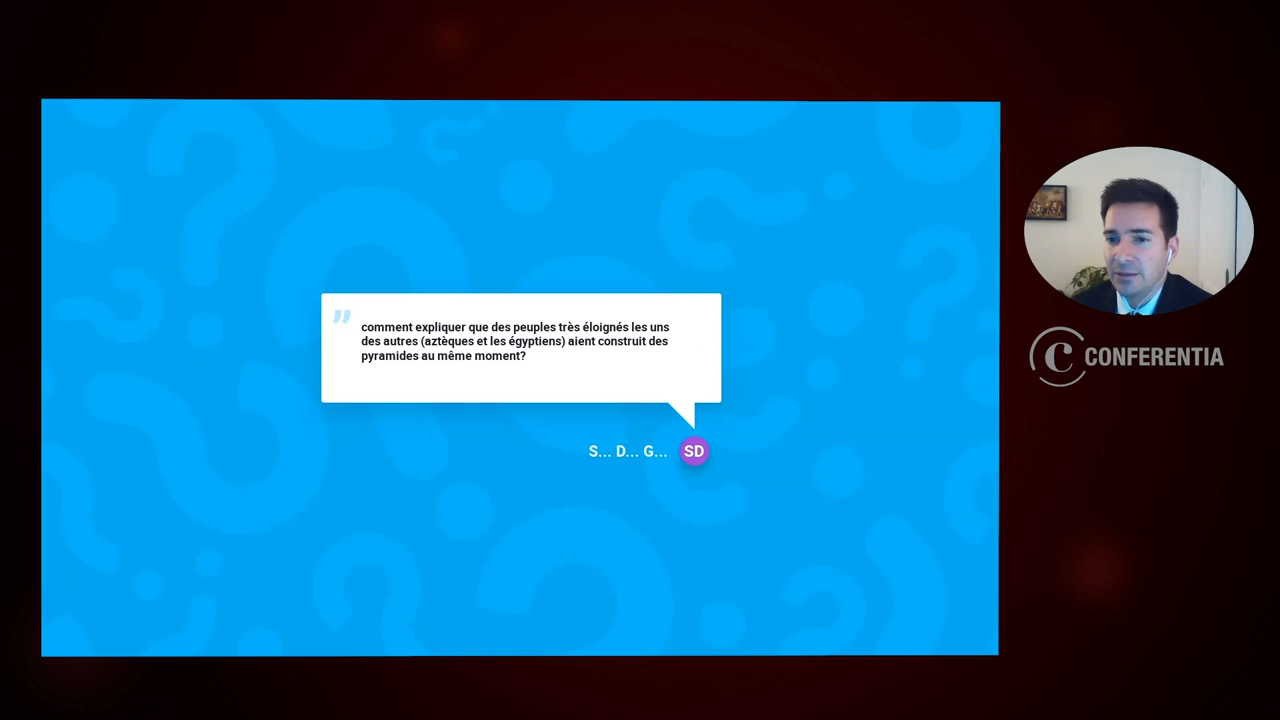 comment expliquer que des peuples très éloignés les uns
des autres (aztèques et les égyptiens) aient construit des
pyramides au même moment?
S... D... G...
SD
C CONFERENTIA